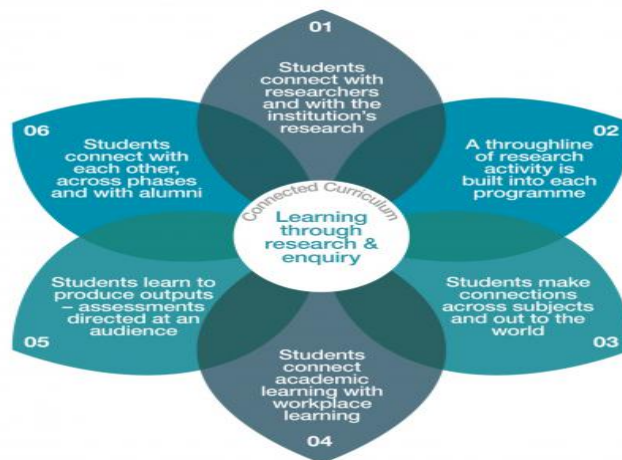 01
Students
connect with
researchers
and with the
institution's
research
02
A throughline
of research
activity is
built into each
programme
03
Students make
connections
across subjects
and out to the
world
04
Students
connect
academic
learning with
workplace
learning
05
Students learn to
produce outputs
– assessments
directed at an
audience
06
Students
connect with
each other,
across phases
and with alumni
Connected Curriculum
Learning
through
research &
enquiry